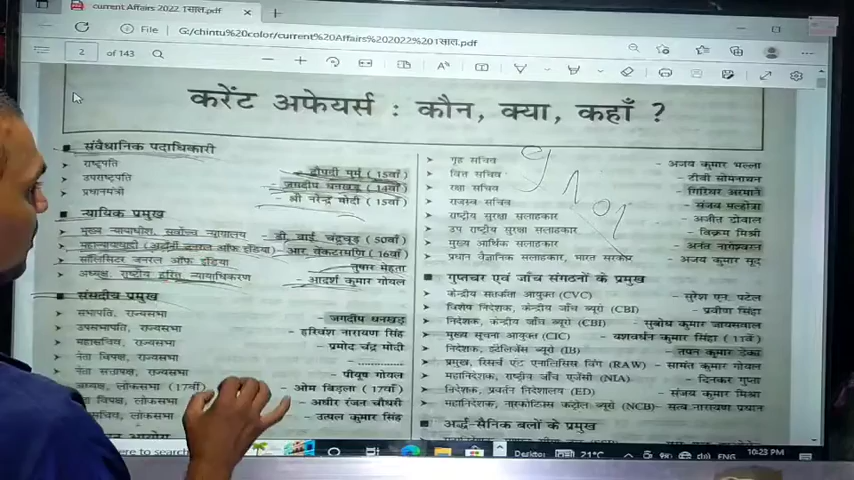 current Affairs 2022 1साल.pdf
File G:/chintu%20color/current%20Affairs%202022%201साल.pdf
2 of 143
करेंट अफेयर्स : कौन, क्या, कहाँ ?
संवैधानिक पदाधिकारी
राष्ट्रपति - द्रौपदी मुर्मू (15वां)
उपराष्ट्रपति - जगदीप धनखड़ (14वां)
प्रधानमंत्री - श्री नरेन्द्र मोदी (15वां)
न्यायिक प्रमुख
मुख्य न्यायाधीश, सर्वोच्च न्यायालय - डी. वाई चंद्रचूड़ (50वां)
महान्यायवादी (अटॉर्नी जनरल ऑफ इंडिया) - आर. वेंकटरमणि (16वां)
सॉलिसिटर जनरल ऑफ इंडिया - तुषार मेहता
अध्यक्ष, राष्ट्रीय हरित न्यायाधिकरण - आदर्श कुमार गोयल
संसदीय प्रमुख
सभापति, राज्यसभा - जगदीप धनखड़
उपसभापति, राज्यसभा - हरिवंश नारायण सिंह
महासचिव, राज्यसभा - प्रमोद चंद्र मोदी
नेता विपक्ष, राज्यसभा - ..........
नेता सत्तापक्ष, राज्यसभा - पीयूष गोयल
अध्यक्ष, लोकसभा (17वां) - ओम बिड़ला (17वां)
विपक्ष, लोकसभा - अधीर रंजन चौधरी
लोकसभा - उत्पल कुमार सिंह
गृह सचिव - अजय कुमार भल्ला
वित्त सचिव - टीवी सोमनाथन
रक्षा सचिव - गिरिधर अरमाने
राजस्व सचिव - संजय मल्होत्रा
राष्ट्रीय सुरक्षा सलाहकार - अजीत डोवाल
उप राष्ट्रीय सुरक्षा सलाहकार - विक्रम मिश्री
मुख्य आर्थिक सलाहकार - अनंत नागेश्वरन
प्रधान वैज्ञानिक सलाहकार, भारत सरकार - अजय कुमार सूद
गुप्तचर एवं जाँच संगठनों के प्रमुख
केन्द्रीय सतर्कता आयुक्त (CVC) - सुरेश एन. पटेल
विशेष निदेशक, केन्द्रीय जाँच ब्यूरो (CBI) - प्रवीण सिंहा
निदेशक, केन्द्रीय जाँच ब्यूरो (CBI) - सुबोध कुमार जायसवाल
मुख्य सूचना आयुक्त (CIC) - यशवर्धन कुमार सिंहा (11वें)
निदेशक, इंटेलिजेंस ब्यूरो (IB) - तपन कुमार डेका
प्रमुख, रिसर्च एंड एनालिसिस विंग (RAW) - सामंत कुमार गोयल
महानिदेशक, राष्ट्रीय जाँच एजेंसी (NIA) - दिनकर गुप्ता
निदेशक, प्रवर्तन निदेशालय (ED) - संजय कुमार मिश्रा
महानिदेशक, नारकोटिक्स कंट्रोल ब्यूरो (NCB) - सत्य नारायण प्रधान
अर्द्ध-सैनिक बलों के प्रमुख
here to search
Desktop 21°C ENG 10:23 PM